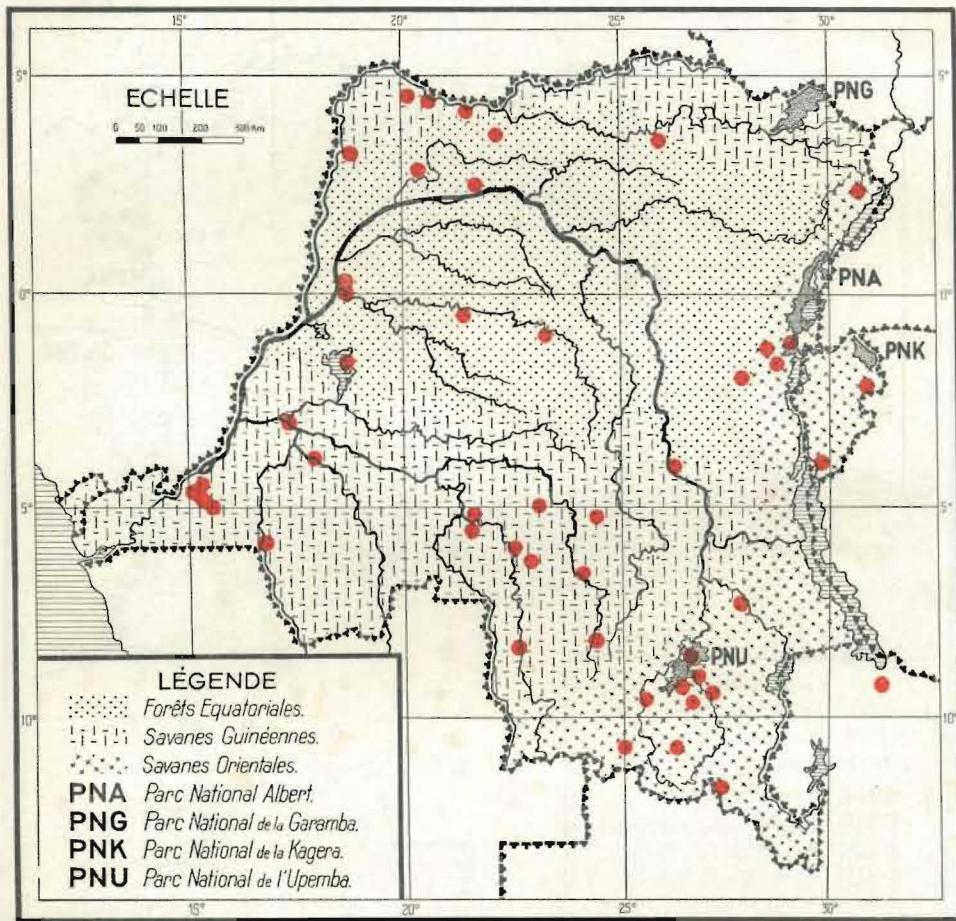 15° 20° 25° 30°
5° 5°
ECHELLE
0 50 100 200 300 Km
PNG
PNA
0° 0°
PNK
5° 5°
PNU
10° 10°
LÉGENDE
Forêts Equatoriales.
Savanes Guinéennes.
Savanes Orientales.
PNA Parc National Albert.
PNG Parc National de la Garamba.
PNK Parc National de la Kagera.
PNU Parc National de l'Upemba.
15° 20° 25° 30°